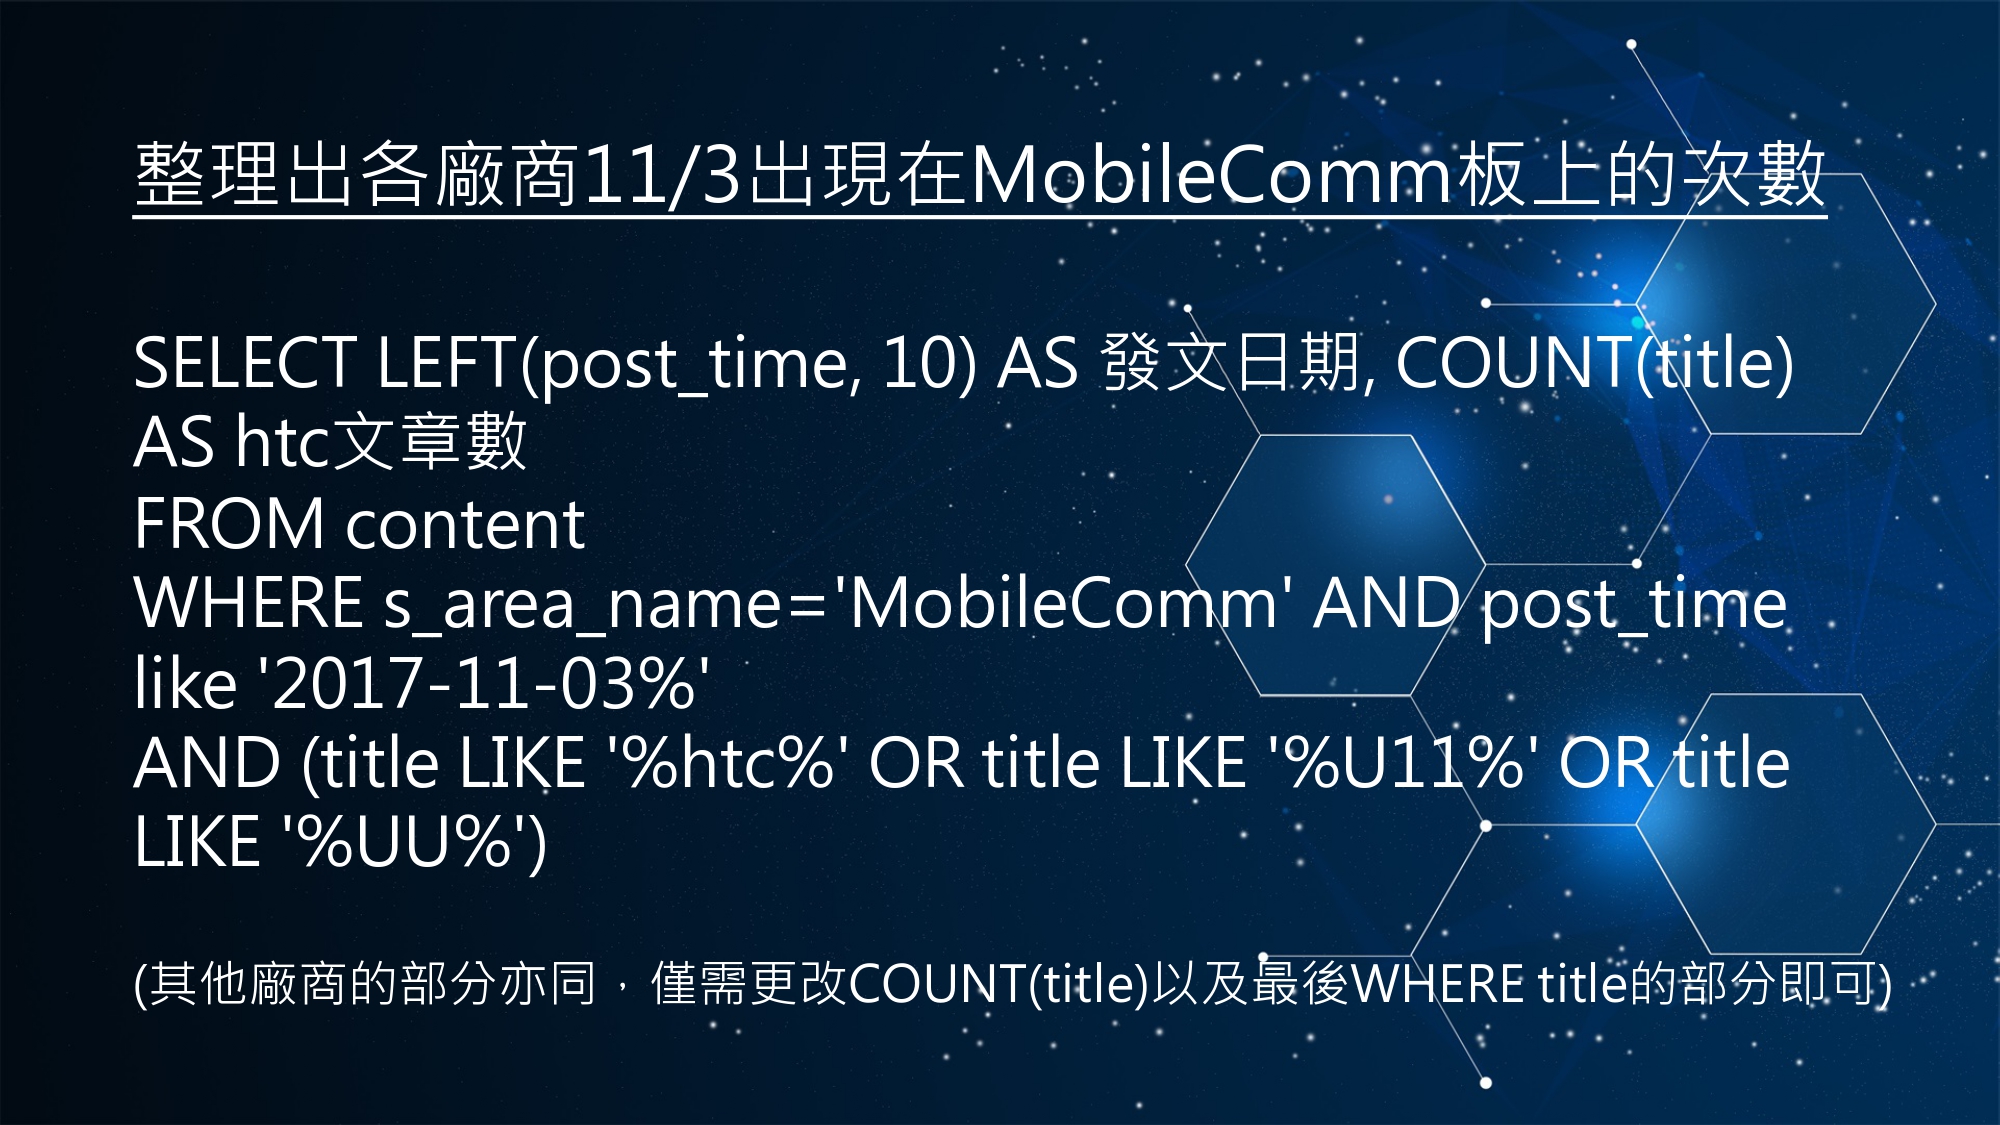 整理出各廠商11/3出現在MobileComm板上的次數
SELECT LEFT(post_time, 10) AS 發文日期, COUNT(title)
AS htc文章數
FROM content
WHERE s_area_name='MobileComm' AND post_time
like '2017-11-03%'
AND (title LIKE '%htc%' OR title LIKE '%U11%' OR title
LIKE '%UU%')
(其他廠商的部分亦同，僅需更改COUNT(title)以及最後WHERE title的部分即可)